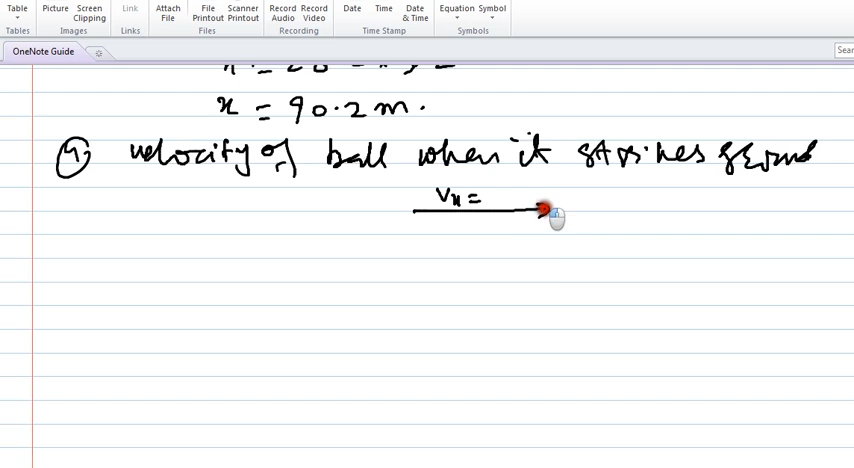 Table Picture Screen Clipping Link Attach File File Printout Scanner Printout Record Audio Record Video Date Time Date & Time Equation Symbol
Tables Images Links Files Recording Time Stamp Symbols
OneNote Guide Sear
x = 90.2 m.
4) velocity of ball when it strikes ground
Vx =